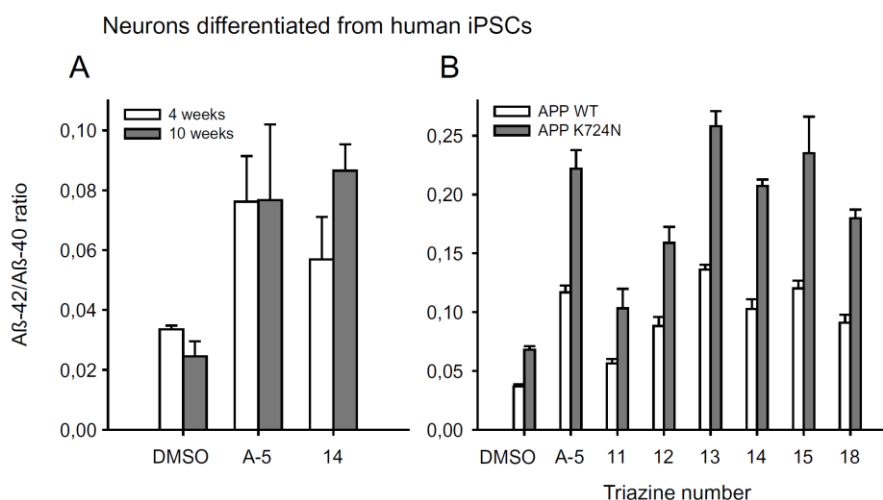 Neurons differentiated from human iPSCs
A
B
4 weeks
10 weeks
APP WT
APP K724N
Aß-42/Aß-40 ratio
0,10
0,08
0,06
0,04
0,02
0,00
0,25
0,20
0,15
0,10
0,05
0,00
DMSO A-5 14
DMSO A-5 11 12 13 14 15 18
Triazine number